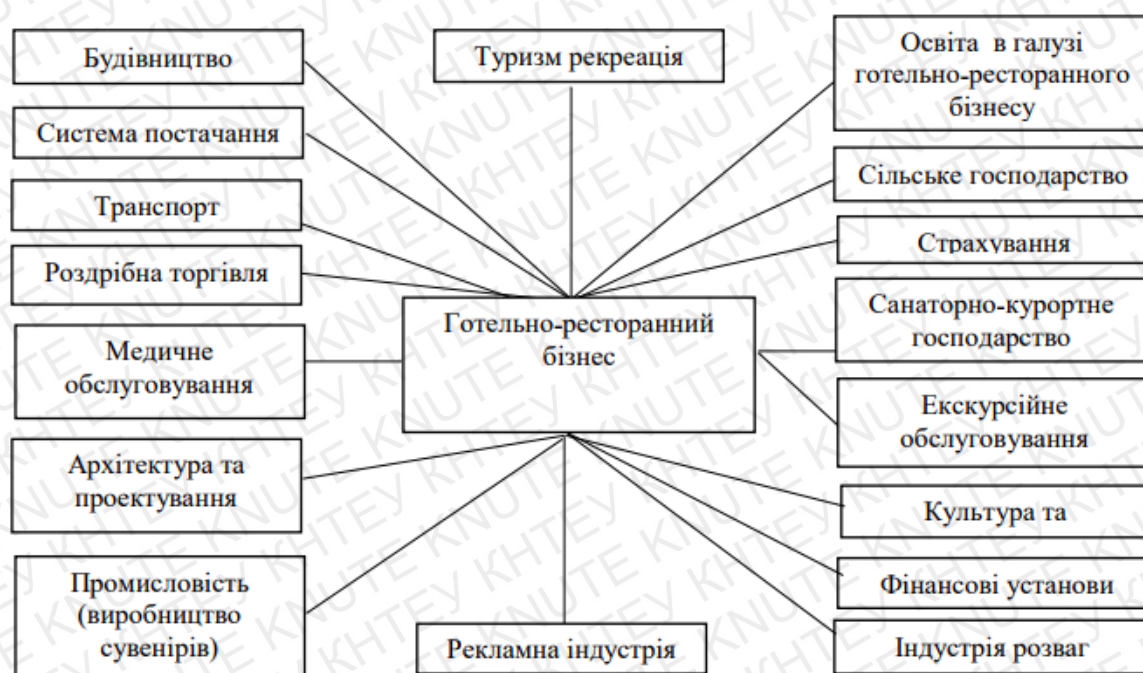 Будівництво
Система постачання
Транспорт
Роздрібна торгівля
Медичне
обслуговування
Архітектура та
проектування
Промисловість
(виробництво
сувенірів)
Туризм рекреація
Готельно-ресторанний
бізнес
Рекламна індустрія
Освіта в галузі
готельно-ресторанного
бізнесу
Сільське господарство
Страхування
Санаторно-курортне
господарство
Екскурсійне
обслуговування
Культура та
Фінансові установи
Індустрія розваг